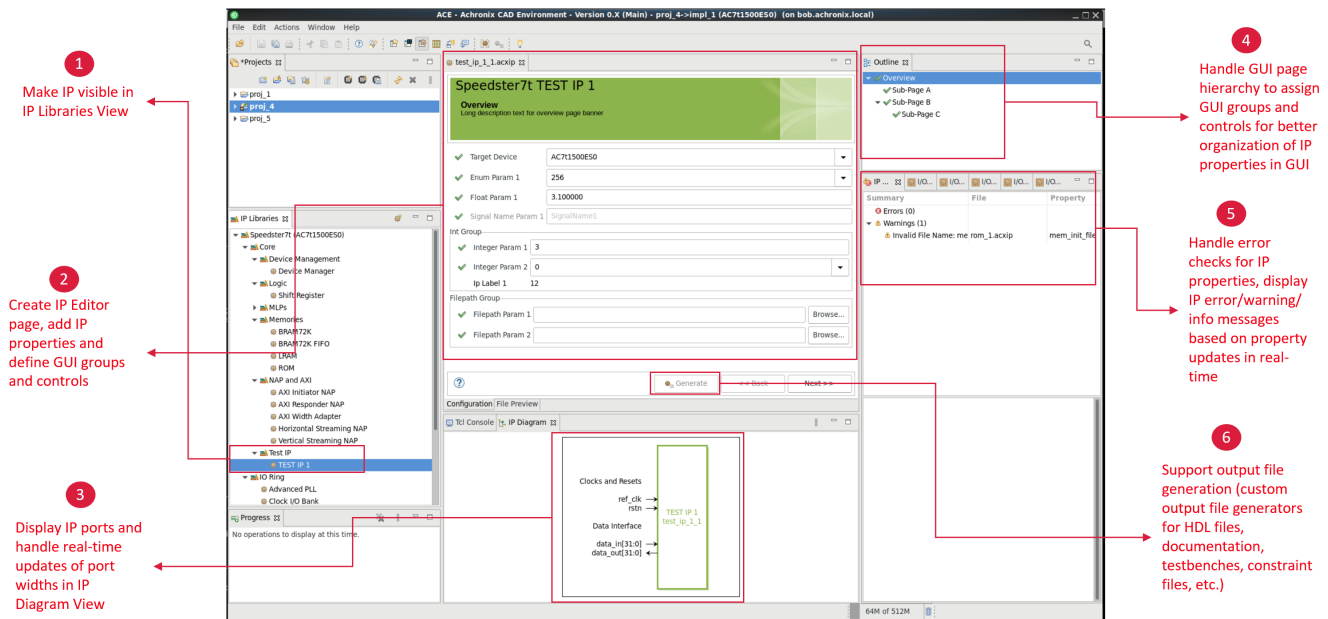 ACE - Achronix CAD Environment - Version 0.X (Main) - proj_4->impl_1 (AC7t1500ES0) (on bob.achronix.local)
File Edit Actions Window Help
1
Make IP visible in
IP Libraries View
2
Create IP Editor
page, add IP
properties and
define GUI groups
and controls
3
Display IP ports and
handle real-time
updates of port
widths in IP
Diagram View
*Projects
proj_1
proj_4
proj_5
IP Libraries
Speedster7t (AC7t1500ES0)
Core
Device Management
Device Manager
Logic
Shift Register
MLPs
Memories
BRAM72K
BRAM72K FIFO
LRAM
ROM
NAP and AXI
AXI Initiator NAP
AXI Responder NAP
AXI Width Adapter
Horizontal Streaming NAP
Vertical Streaming NAP
Test IP
TEST IP 1
IO Ring
Advanced PLL
Clock I/O Bank
Progress
No operations to display at this time.
test_ip_1_1.acxip
Speedster7t TEST IP 1
Overview
Long description text for overview page banner
Target Device AC7t1500ES0
Enum Param 1 256
Float Param 1 3.100000
Signal Name Param 1 SignalName1
Int Group
Integer Param 1 3
Integer Param 2 0
Ip Label 1 12
Filepath Group
Filepath Param 1 Browse...
Filepath Param 2 Browse...
Generate << Back Next >>
Configuration File Preview
Tcl Console IP Diagram
Clocks and Resets
ref_clk
rstn
Data Interface
data_in[31:0]
data_out[31:0]
TEST IP 1
test_ip_1_1
Outline
Overview
Sub-Page A
Sub-Page B
Sub-Page C
IP ... I/O... I/O... I/O... I/O... I/O...
Summary File Property
Errors (0)
Warnings (1)
Invalid File Name: me rom_1.acxip mem_init_file
64M of 512M
4
Handle GUI page
hierarchy to assign
GUI groups and
controls for better
organization of IP
properties in GUI
5
Handle error
checks for IP
properties, display
IP error/warning/
info messages
based on property
updates in real-
time
6
Support output file
generation (custom
output file generators
for HDL files,
documentation,
testbenches, constraint
files, etc.)